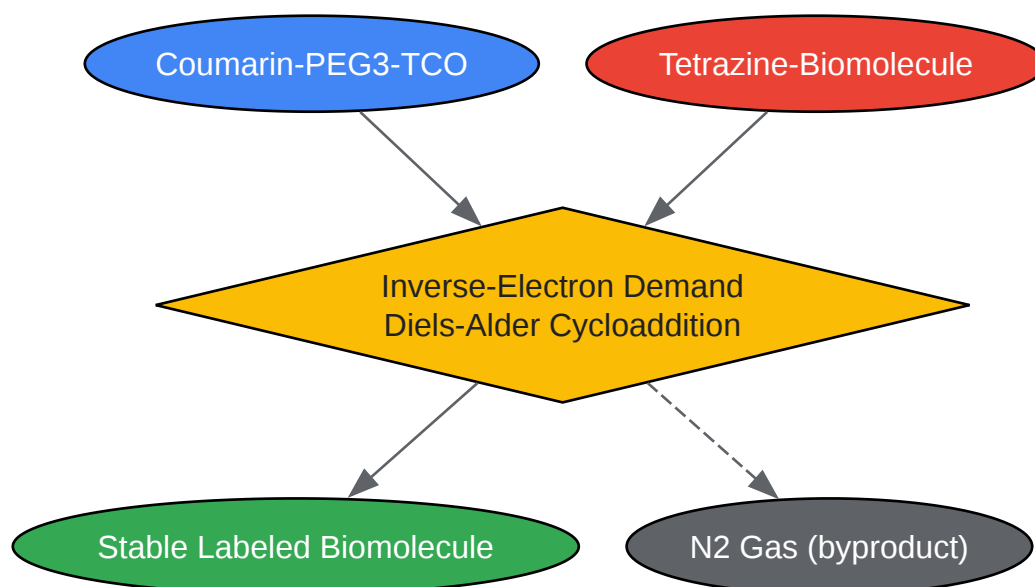 Coumarin-PEG3-TCO
Tetrazine-Biomolecule
Inverse-Electron Demand
Diels-Alder Cycloaddition
Stable Labeled Biomolecule
N2 Gas (byproduct)